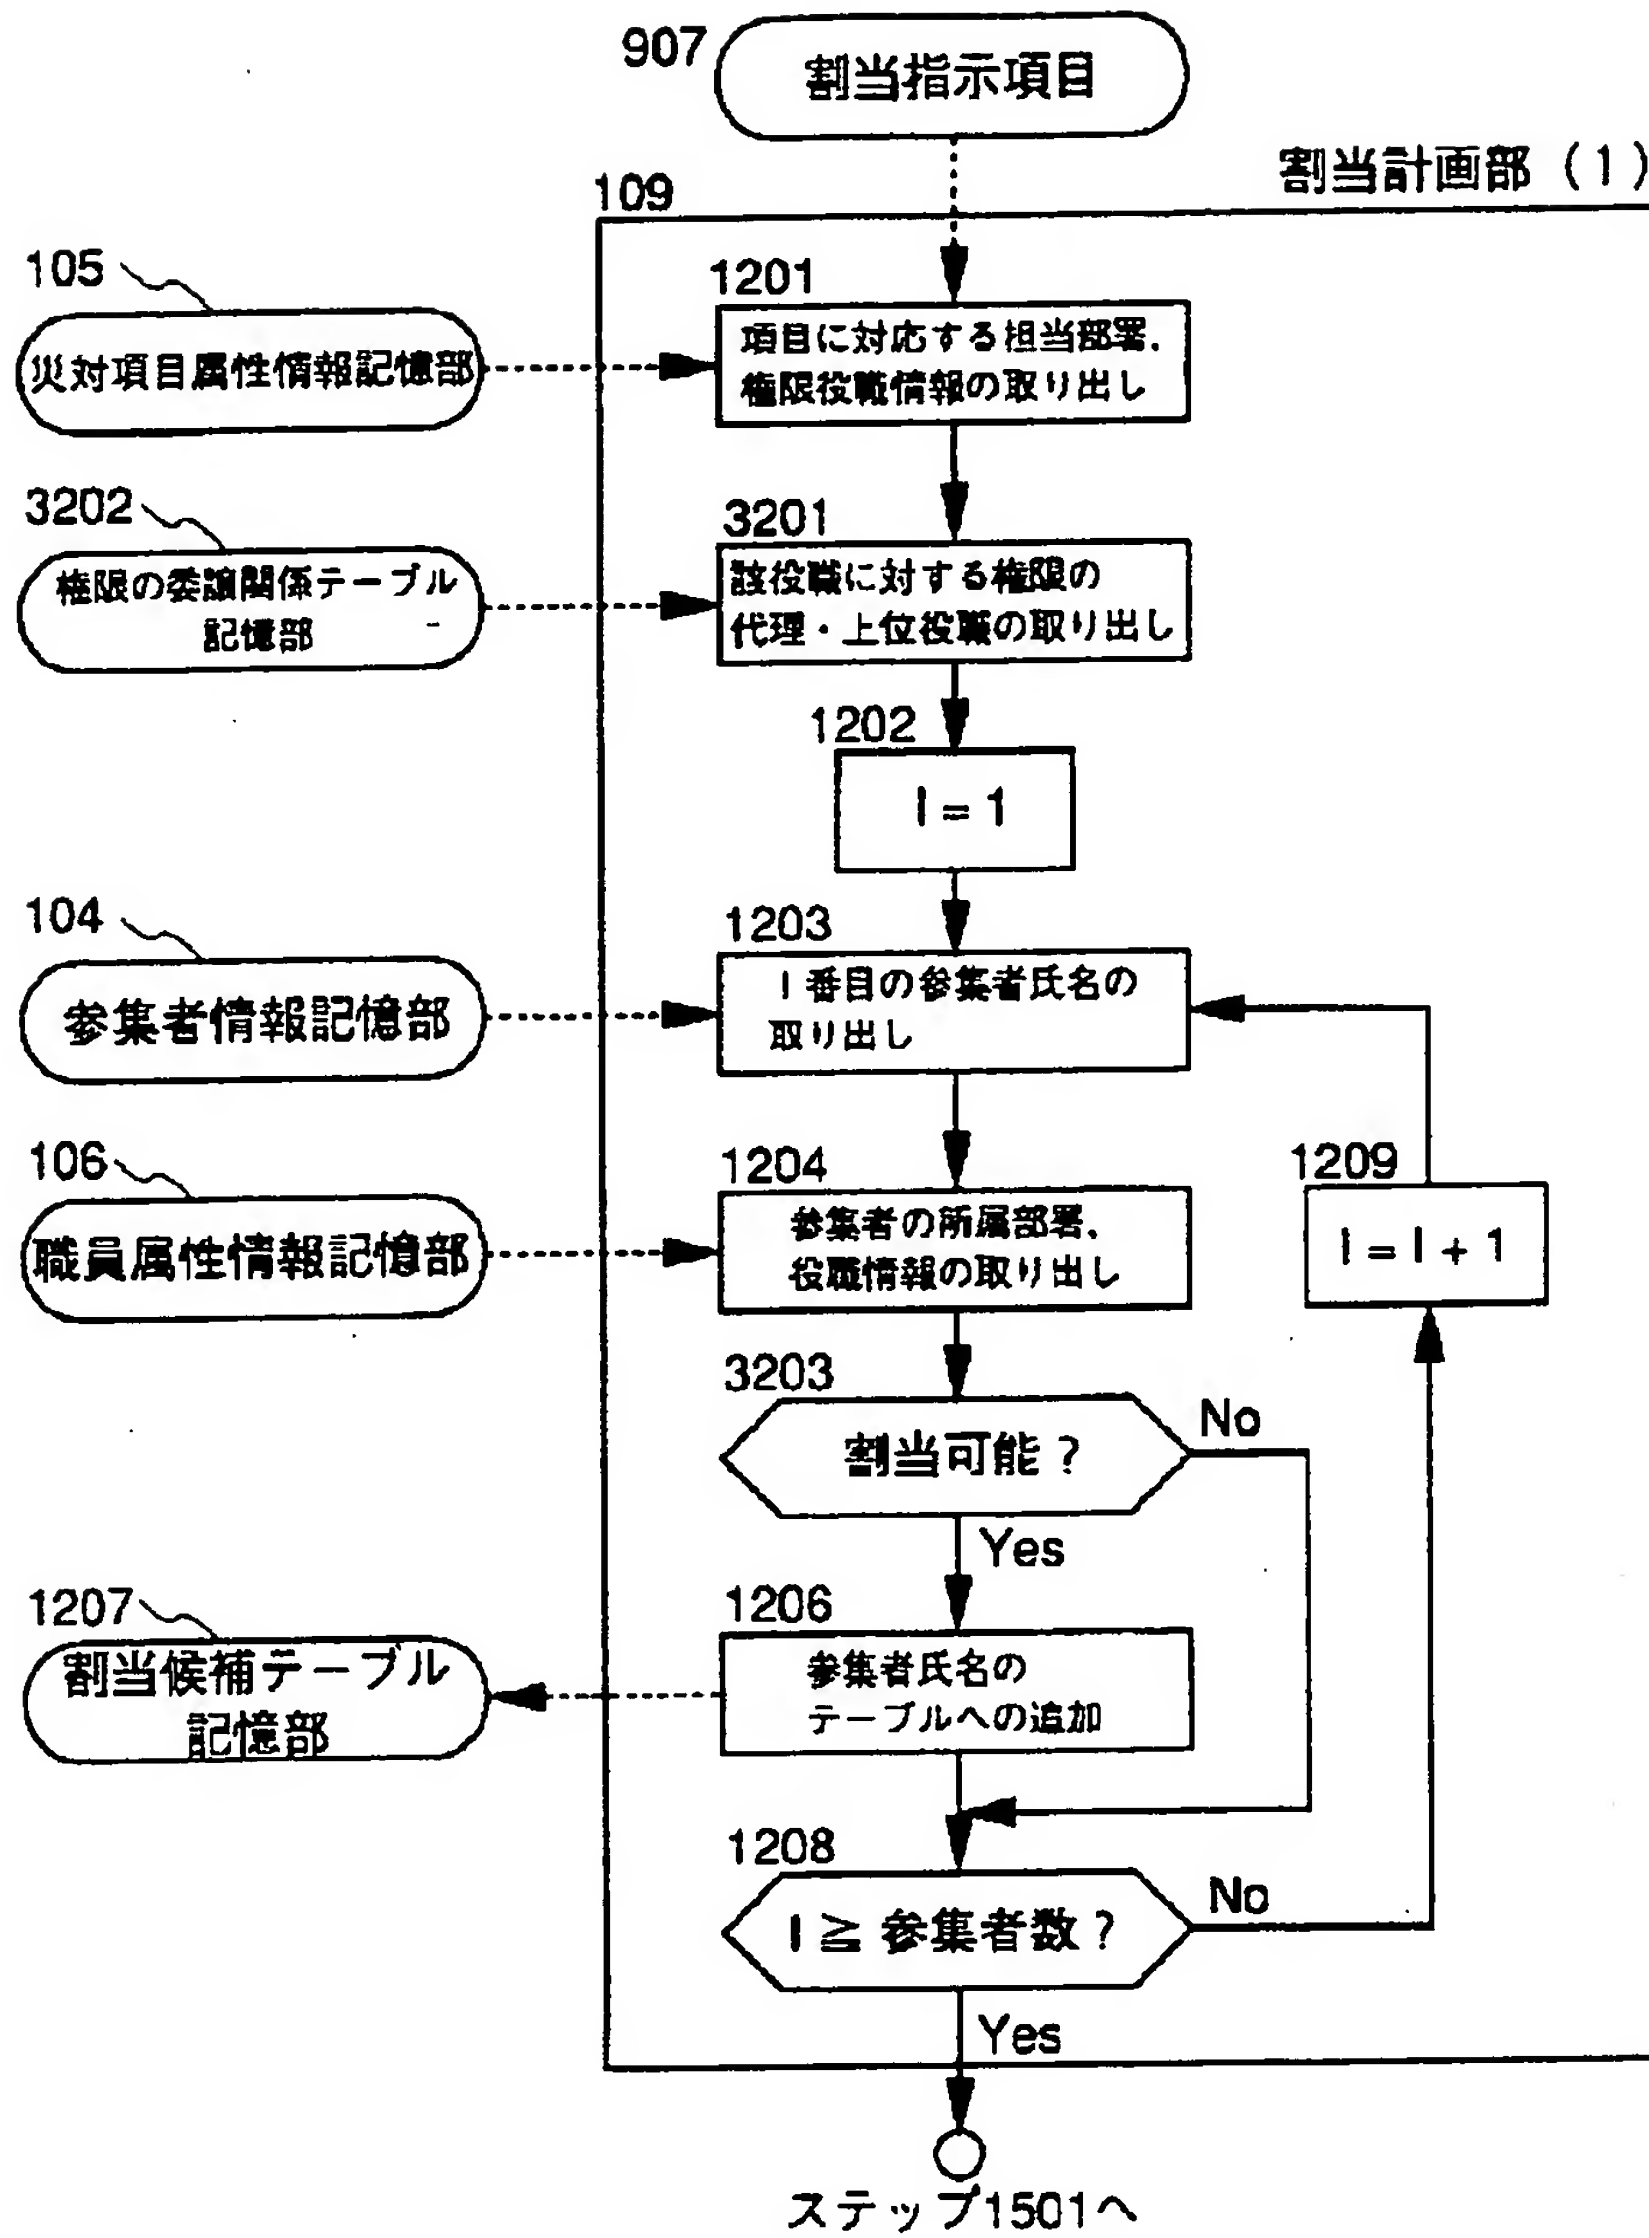 907
割当指示項目
割当計画部（1）
109
105
災対項目属性情報記憶部
1201
項目に対応する担当部署，
権限役職情報の取り出し
3202
権限の委譲関係テーブル
記憶部
3201
該役職に対する権限の
代理・上位役職の取り出し
1202
I = 1
104
参集者情報記憶部
1203
I 番目の参集者氏名の
取り出し
106
職員属性情報記憶部
1204
参集者の所属部署，
役職情報の取り出し
1209
I = I + 1
3203
割当可能？
No
Yes
1207
割当候補テーブル
記憶部
1206
参集者氏名の
テーブルへの追加
1208
I ≧ 参集者数？
No
Yes
ステップ1501へ